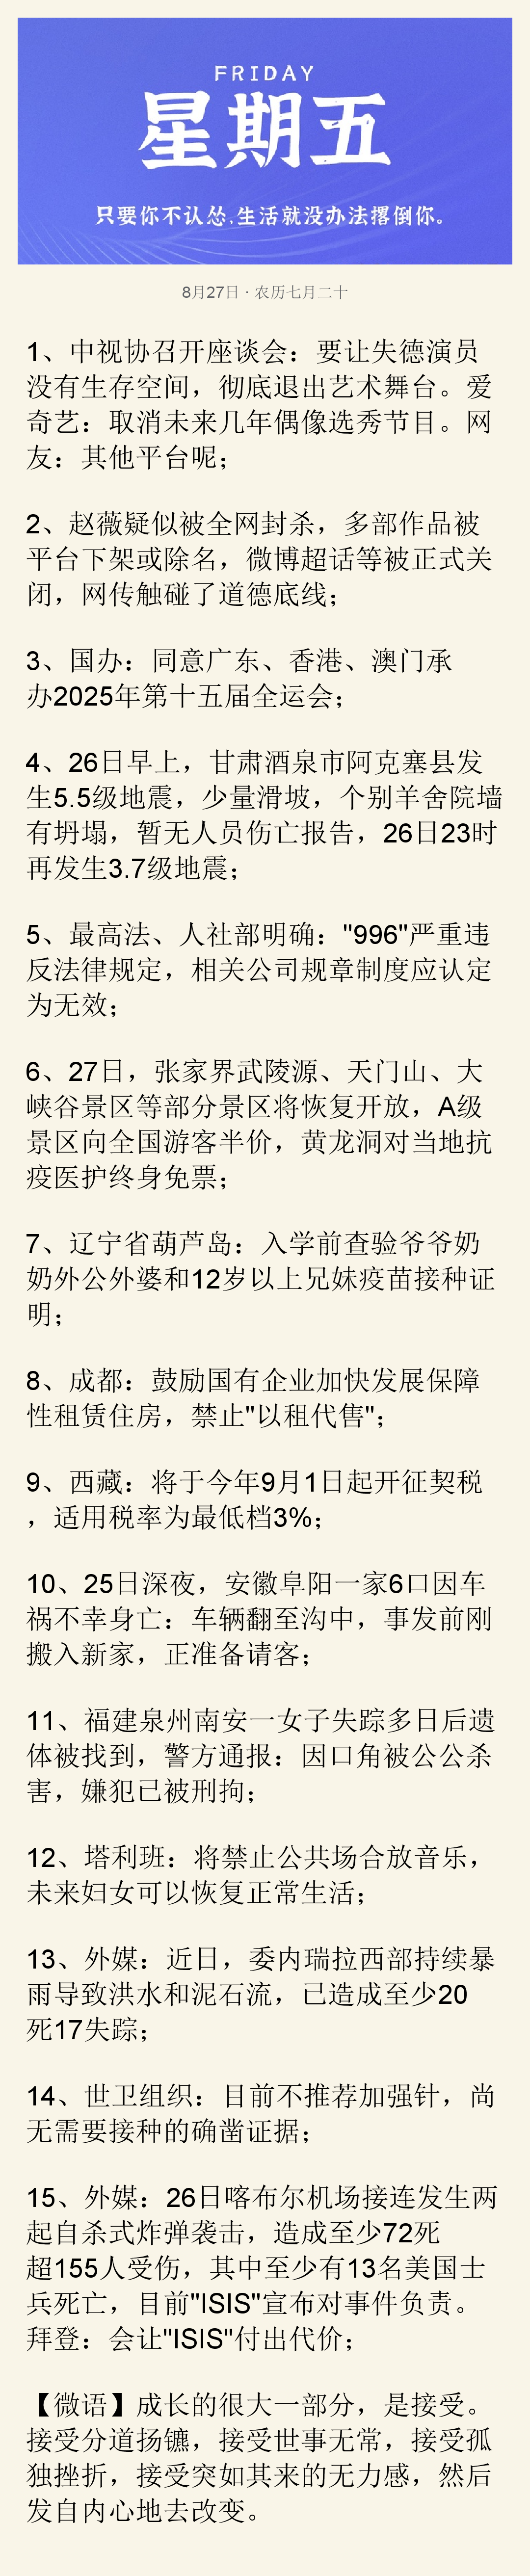 FRIDAY
星期五
只要你不认怂,生活就没办法撂倒你。
8月27日 · 农历七月二十
1、中视协召开座谈会：要让失德演员
没有生存空间，彻底退出艺术舞台。爱
奇艺：取消未来几年偶像选秀节目。网
友：其他平台呢；
2、赵薇疑似被全网封杀，多部作品被
平台下架或除名，微博超话等被正式关
闭，网传触碰了道德底线；
3、国办：同意广东、香港、澳门承
办2025年第十五届全运会；
4、26日早上，甘肃酒泉市阿克塞县发
生5.5级地震，少量滑坡，个别羊舍院墙
有坍塌，暂无人员伤亡报告，26日23时
再发生3.7级地震；
5、最高法、人社部明确："996"严重违
反法律规定，相关公司规章制度应认定
为无效；
6、27日，张家界武陵源、天门山、大
峡谷景区等部分景区将恢复开放，A级
景区向全国游客半价，黄龙洞对当地抗
疫医护终身免票；
7、辽宁省葫芦岛：入学前查验爷爷奶
奶外公外婆和12岁以上兄妹疫苗接种证
明；
8、成都：鼓励国有企业加快发展保障
性租赁住房，禁止"以租代售"；
9、西藏：将于今年9月1日起开征契税
，适用税率为最低档3%；
10、25日深夜，安徽阜阳一家6口因车
祸不幸身亡：车辆翻至沟中，事发前刚
搬入新家，正准备请客；
11、福建泉州南安一女子失踪多日后遗
体被找到，警方通报：因口角被公公杀
害，嫌犯已被刑拘；
12、塔利班：将禁止公共场合放音乐，
未来妇女可以恢复正常生活；
13、外媒：近日，委内瑞拉西部持续暴
雨导致洪水和泥石流，已造成至少20
死17失踪；
14、世卫组织：目前不推荐加强针，尚
无需要接种的确凿证据；
15、外媒：26日喀布尔机场接连发生两
起自杀式炸弹袭击，造成至少72死
超155人受伤，其中至少有13名美国士
兵死亡，目前"ISIS"宣布对事件负责。
拜登：会让"ISIS"付出代价；
【微语】成长的很大一部分，是接受。
接受分道扬镳，接受世事无常，接受孤
独挫折，接受突如其来的无力感，然后
发自内心地去改变。